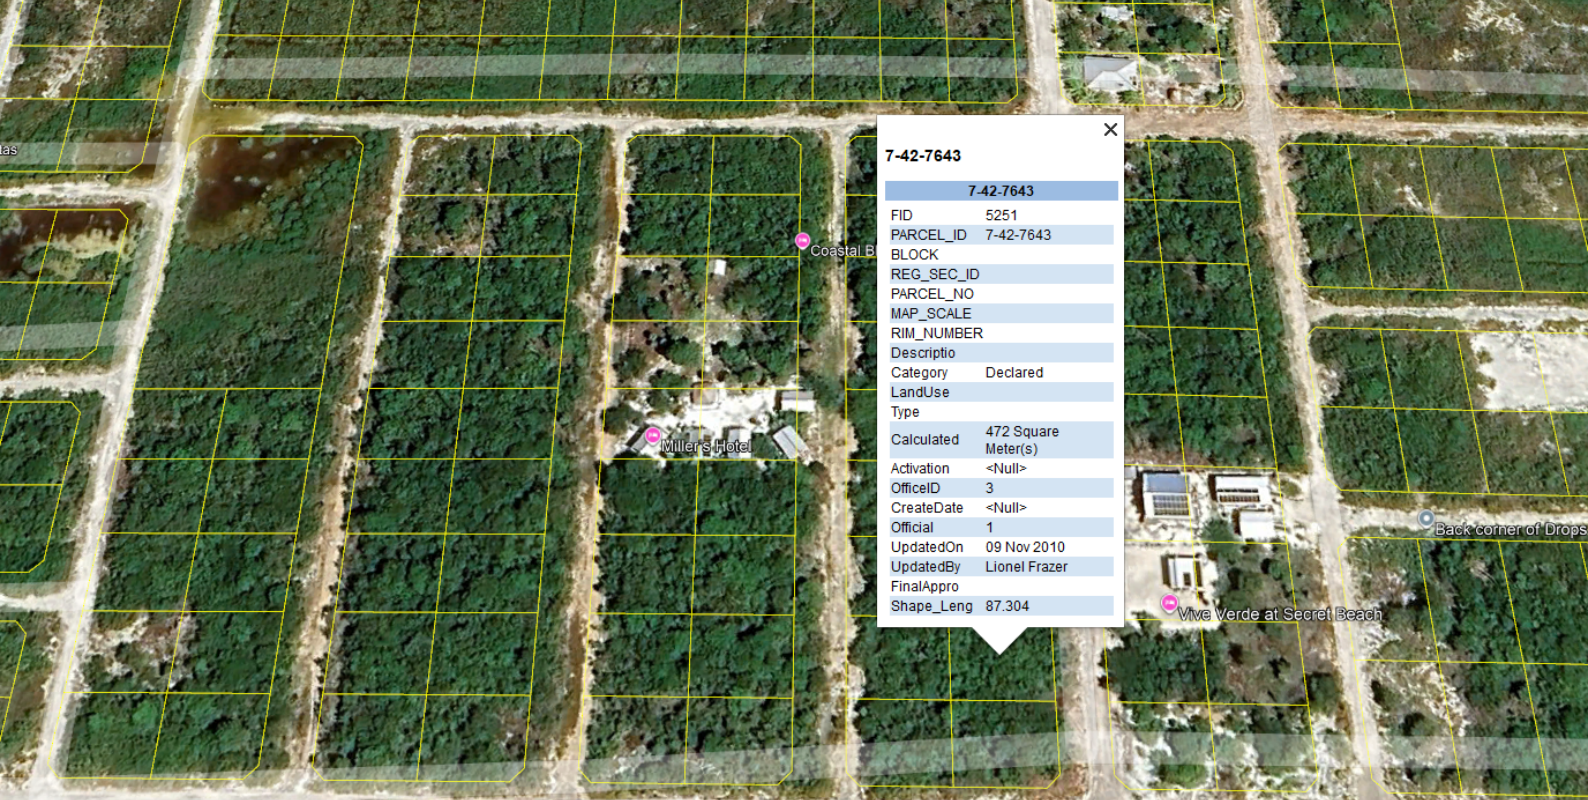 las
7-42-7643
7-42-7643
FID 5251
PARCEL_ID 7-42-7643
BLOCK
REG_SEC_ID
PARCEL_NO
MAP_SCALE
RIM_NUMBER
Descriptio
Category Declared
LandUse
Type
Calculated 472 Square
Meter(s)
Activation <Null>
OfficeID 3
CreateDate <Null>
Official 1
UpdatedOn 09 Nov 2010
UpdatedBy Lionel Frazer
FinalAppro
Shape_Leng 87.304
Coastal Bl
Miller's Hotel
Back corner of Drops
Vive Verde at Secret Beach